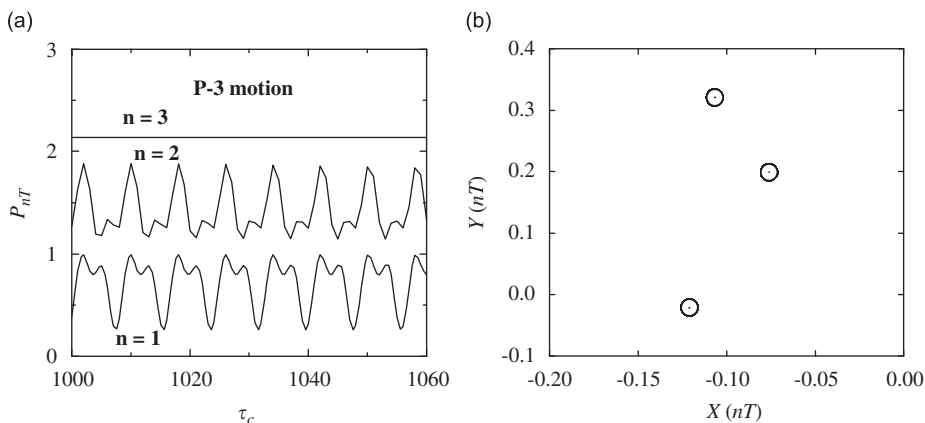 (a)
3
P-3 motion
n = 3
2
n = 2
1
n = 1
0
P_{nT}
1000 1020 1040 1060
τ_c
(b)
0.4
0.3
0.2
0.1
0.0
-0.1
Y (nT)
-0.20 -0.15 -0.10 -0.05 0.00
X (nT)